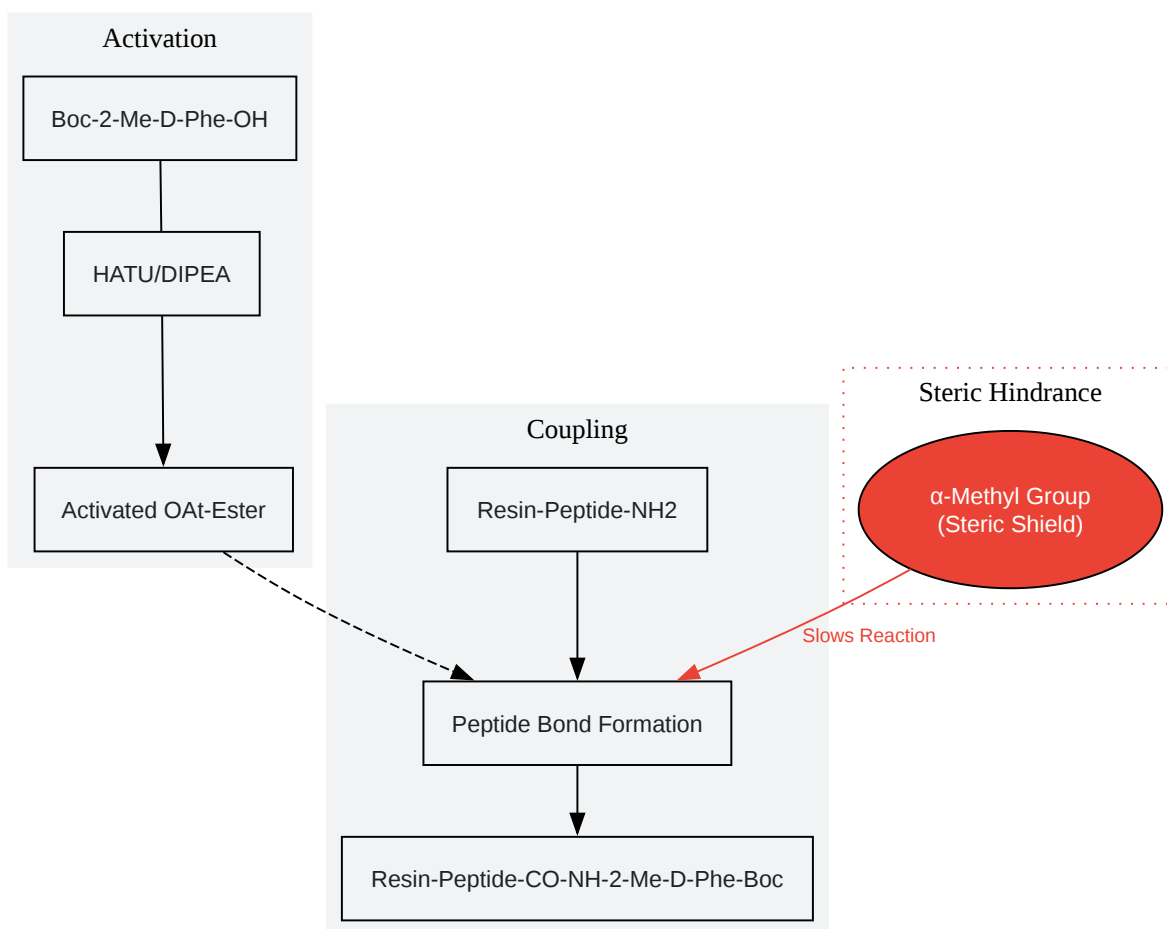 Activation
Boc-2-Me-D-Phe-OH
HATU/DIPEA
Activated OAt-Ester
Coupling
Resin-Peptide-NH2
Steric Hindrance
α-Methyl Group
(Steric Shield)
Slows Reaction
Peptide Bond Formation
Resin-Peptide-CO-NH-2-Me-D-Phe-Boc